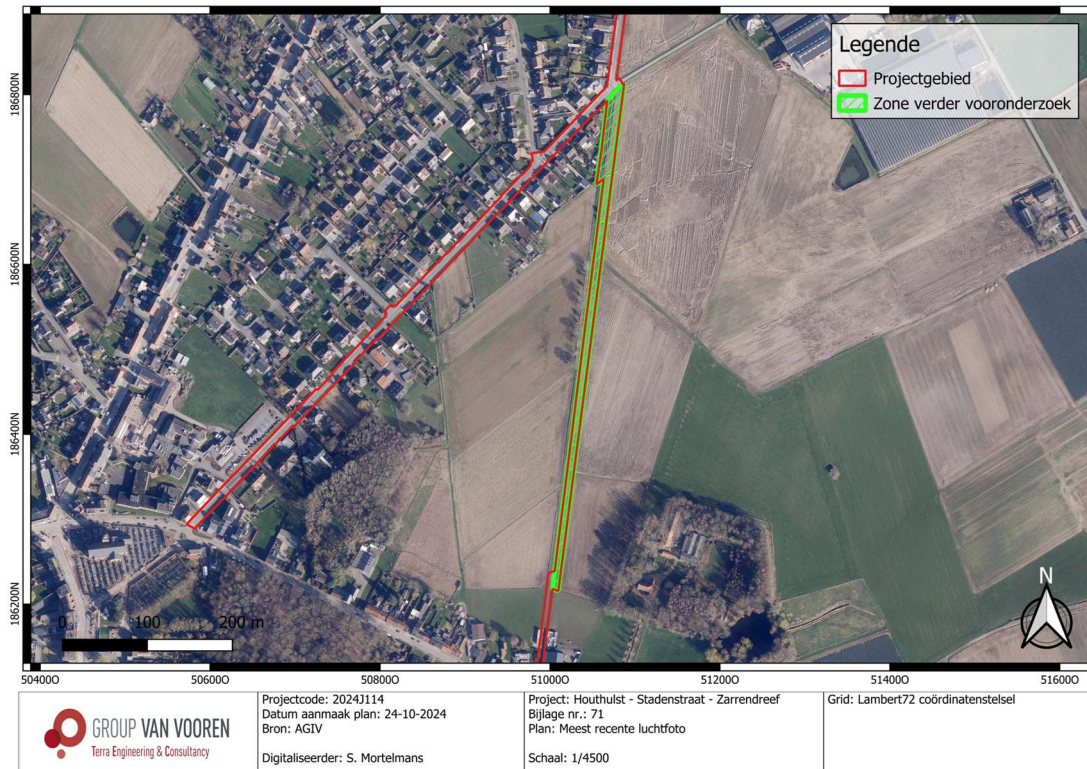 Legende
Projectgebied
Zone verder vooronderzoek
186800N
186600N
186400N
186200N
N
0 100 200 m
504000 506000 508000 510000 512000 514000 516000
GROUP VAN VOOREN
Terra Engineering & Consultancy
Projectcode: 2024J114
Datum aanmaak plan: 24-10-2024
Bron: AGIV
Digitaliseerder: S. Mortelmans
Project: Houthulst - Stadenstraat - Zarrendreef
Bijlage nr.: 71
Plan: Meest recente luchtfoto
Schaal: 1/4500
Grid: Lambert72 coördinatenstelsel